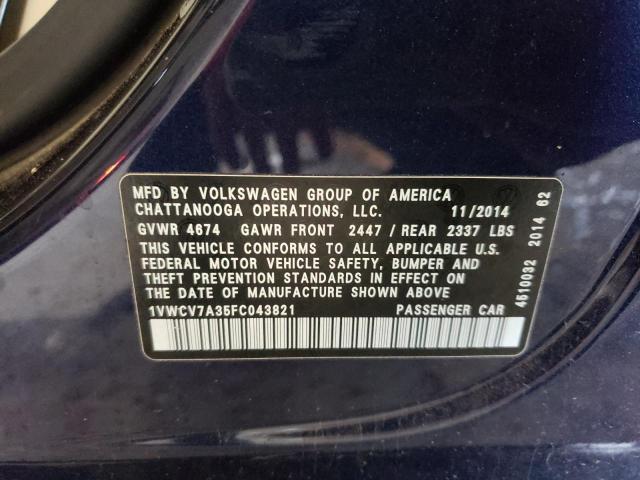 MFD BY VOLKSWAGEN GROUP OF AMERICA
CHATTANOOGA OPERATIONS, LLC. 11/2014
GVWR 4674 GAWR FRONT 2447 / REAR 2337 LBS
THIS VEHICLE CONFORMS TO ALL APPLICABLE U.S.
FEDERAL MOTOR VEHICLE SAFETY, BUMPER AND
THEFT PREVENTION STANDARDS IN EFFECT ON
THE DATE OF MANUFACTURE SHOWN ABOVE
1VWCV7A35FC043821 PASSENGER CAR
4510032 2014 62